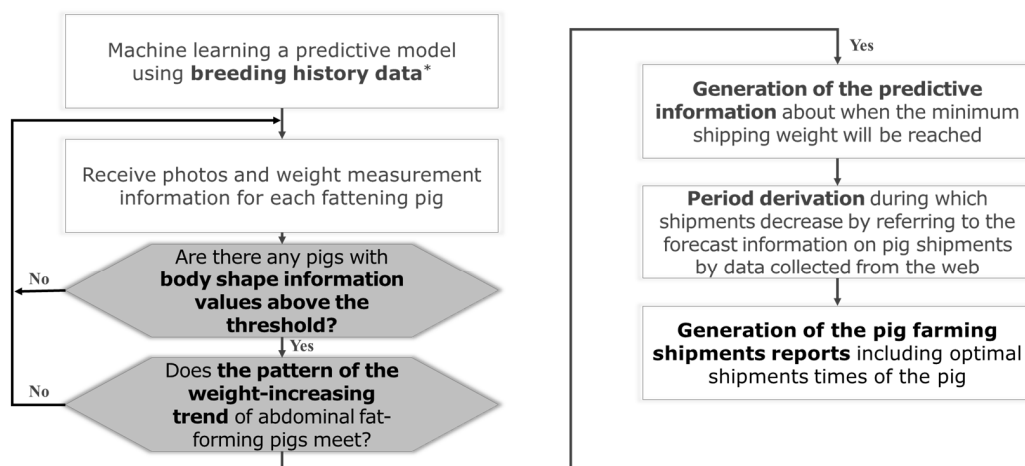 Machine learning a predictive model
using breeding history data*
Receive photos and weight measurement
information for each fattening pig
Are there any pigs with
body shape information
values above the
threshold?
No
Yes
Does the pattern of the
weight-increasing
trend of abdominal fat-
forming pigs meet?
No
Yes
Generation of the predictive
information about when the minimum
shipping weight will be reached
Period derivation during which
shipments decrease by referring to the
forecast information on pig shipments
by data collected from the web
Generation of the pig farming
shipments reports including optimal
shipments times of the pig